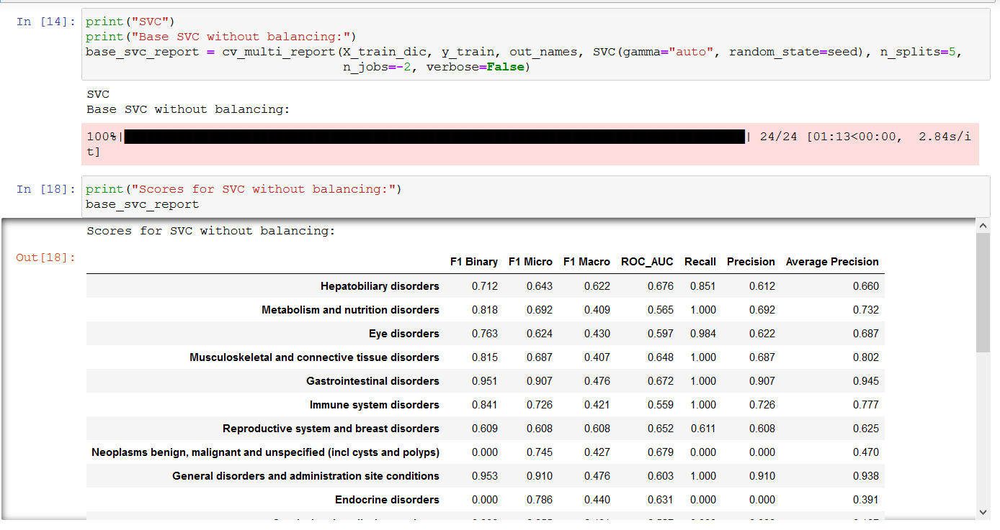 In [14]: print("SVC")
print("Base SVC without balancing:")
base_svc_report = cv_multi_report(X_train_dic, y_train, out_names, SVC(gamma="auto", random_state=seed), n_splits=5,
n_jobs=-2, verbose=False)
SVC
Base SVC without balancing:
100%| | 24/24 [01:13<00:00, 2.84s/i
t]
In [18]: print("Scores for SVC without balancing:")
base_svc_report
Scores for SVC without balancing:
Out[18]:
F1 Binary F1 Micro F1 Macro ROC_AUC Recall Precision Average Precision
Hepatobiliary disorders 0.712 0.643 0.622 0.676 0.851 0.612 0.660
Metabolism and nutrition disorders 0.818 0.692 0.409 0.565 1.000 0.692 0.732
Eye disorders 0.763 0.624 0.430 0.597 0.984 0.622 0.687
Musculoskeletal and connective tissue disorders 0.815 0.687 0.407 0.648 1.000 0.687 0.802
Gastrointestinal disorders 0.951 0.907 0.476 0.672 1.000 0.907 0.945
Immune system disorders 0.841 0.726 0.421 0.559 1.000 0.726 0.777
Reproductive system and breast disorders 0.609 0.608 0.608 0.652 0.611 0.608 0.625
Neoplasms benign, malignant and unspecified (incl cysts and polyps) 0.000 0.745 0.427 0.679 0.000 0.000 0.470
General disorders and administration site conditions 0.953 0.910 0.476 0.603 1.000 0.910 0.938
Endocrine disorders 0.000 0.786 0.440 0.631 0.000 0.000 0.391